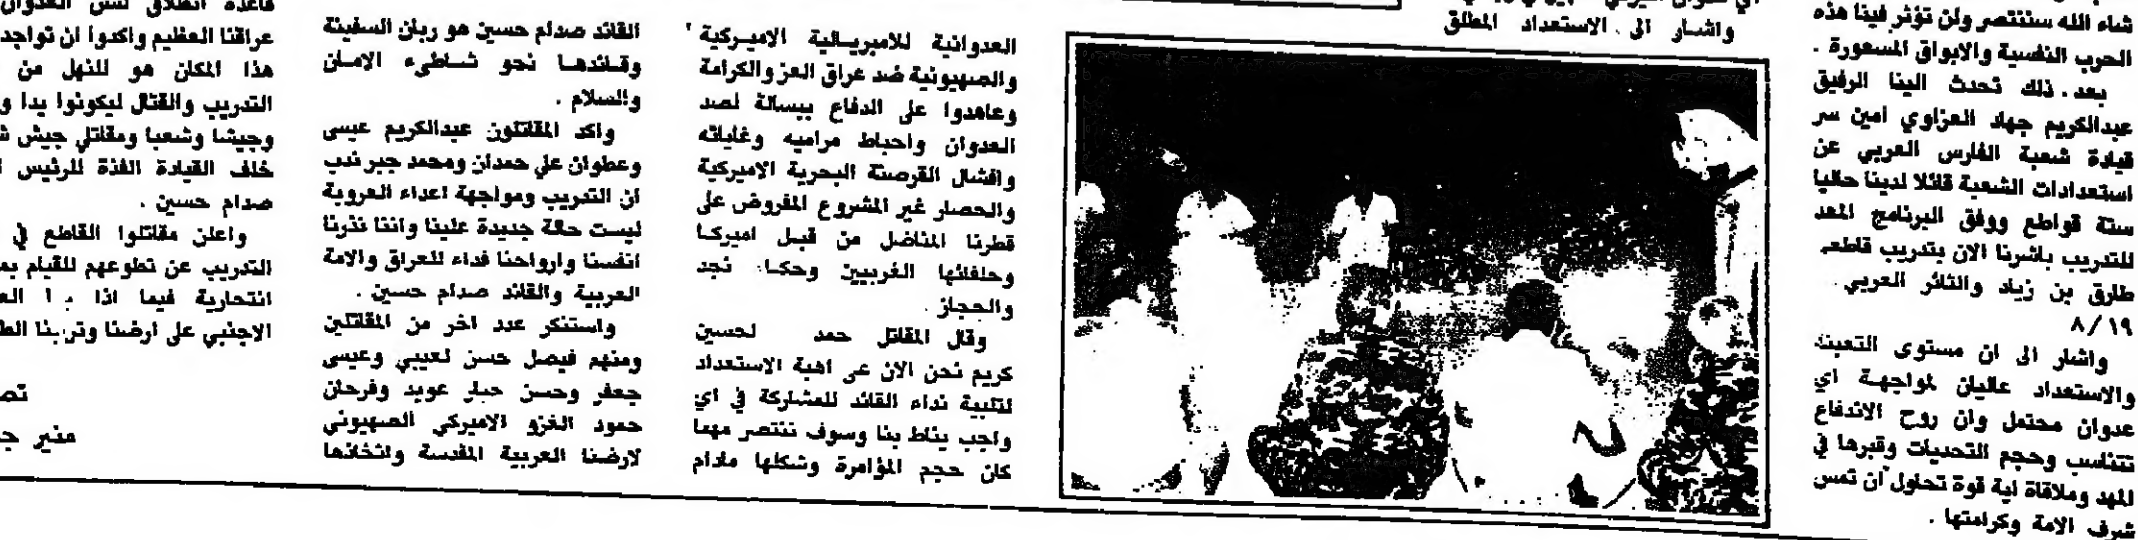 شاء الله سننتصر ولن تؤثر فينا هذه
الحرب النفسية والابواق المسعورة .
بعد . ذلك تحدث الينا الرفيق
عبدالكريم جهاد العزاوي امين سر
قيادة شعبة الفارس العربي عن
استعدادات الشعبة قائلا لدينا حاليا
ستة قواطع ووفق البرنامج المعد
للتدريب باشرنا الان بتدريب قاطعي
طارق بن زياد والثائر العربي .
٨/١٩
واشار الى ان مستوى التعبئة
والاستعداد عاليان لمواجهة اي
عدوان محتمل وان روح الاندفاع
تتناسب وحجم التحديات وقبرها في
المهد وملاقاة اية قوة تحاول ان تمس
شرف الامة وكرامتها .
واشار الى . الاستعداد المطلق
العدوانية للامبريالية الاميركية
والصهيونية ضد عراق العز والكرامة
وعاهدوا على الدفاع ببسالة لصد
العدوان واحباط مراميه وغاياته
وافشال القرصنة البحرية الاميركية
والحصار غير المشروع المفروض على
قطرنا المناضل من قبل اميركا
وحلفائها الغربيين وحكا نجد
والحجاز .
وقال المقاتل حمد لحسين
كريم نحن الان على اهبة الاستعداد
لتلبية نداء القائد للمشاركة في اي
واجب يناط بنا وسوف ننتصر مهما
كان حجم المؤامرة وشكلها مادام
القائد صدام حسين هو ربان السفينة
وقائدها نحو شاطىء الامان
والسلام .
واكد المقاتلون عبدالكريم عيسى
وعطوان علي حمدان ومحمد جبر ندب
ان التدريب ومواجهة اعداء العروبة
ليست حالة جديدة علينا واننا نذرنا
انفسنا وارواحنا فداء للعراق والامة
العربية والقائد صدام حسين .
واستنكر عدد اخر من المقاتلين
ومنهم فيصل حسن لعيبي وعيسى
جعفر وحسن جبار عويد وفرحان
حمود الغزو الاميركي الصهيوني
لارضنا العربية المقدسة واتخاذها
قاعدة انطلاق لشن العدوان
عراقنا العظيم واكدوا ان تواجد
هذا المكان هو للنهل من
التدريب والقتال ليكونوا يدا و
وجيشا وشعبا ومقاتلي جيش
خلف القيادة الفذة للرئيس
صدام حسين .
واعلن مقاتلوا القاطع في
التدريب عن تطوعهم للقيام
انتحارية فيما اذا
الاجنبي على ارضنا
منير